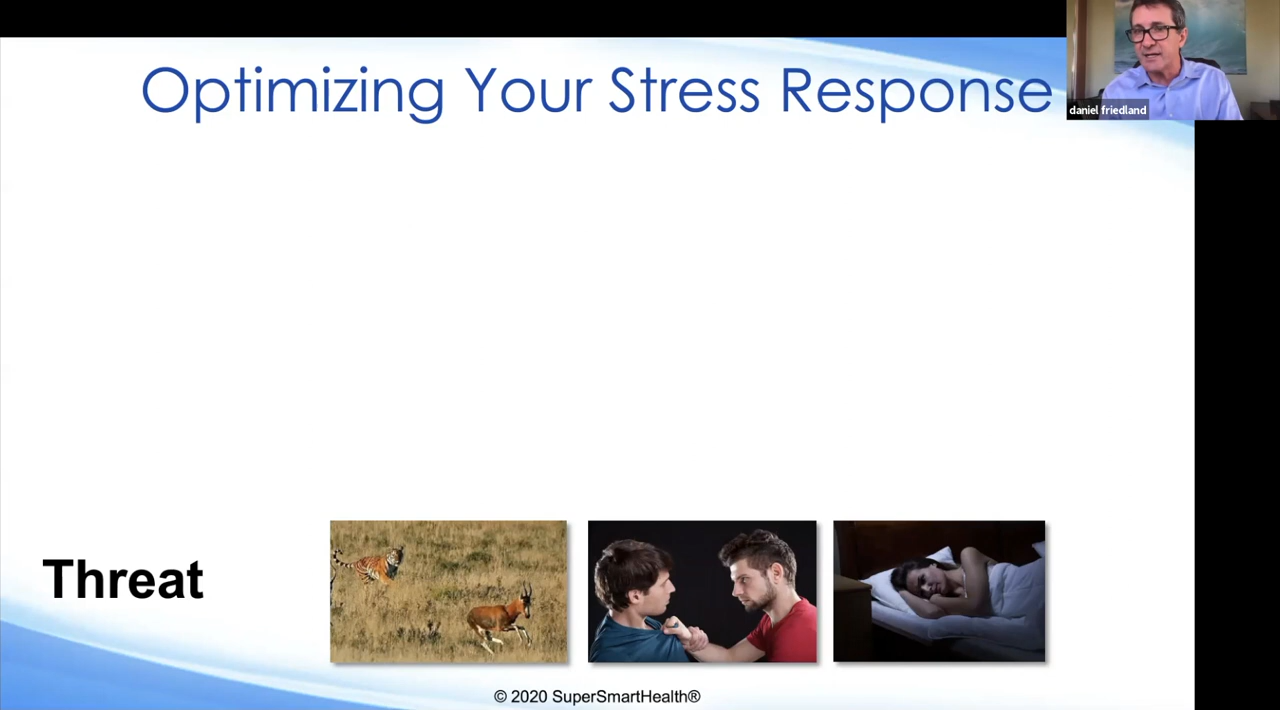 Optimizing Your Stress Response
daniel friedland
Threat
© 2020 SuperSmartHealth®